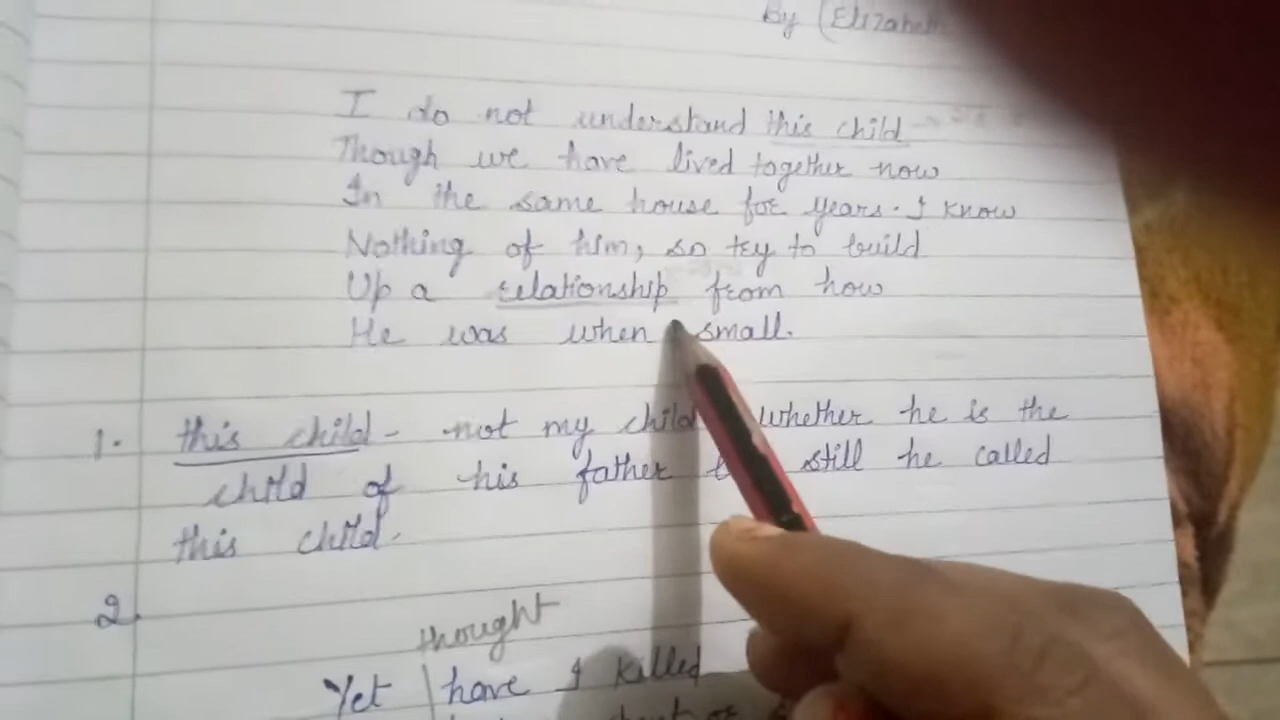 By (Elizabeth
I do not understand this child
Though we have lived together now
In the same house for years. I know
Nothing of him, so try to build
Up a relationship from how
He was when small.
1. this child - not my child whether he is the
child of his father still he called
this child.
2.
thought
Yet have I killed